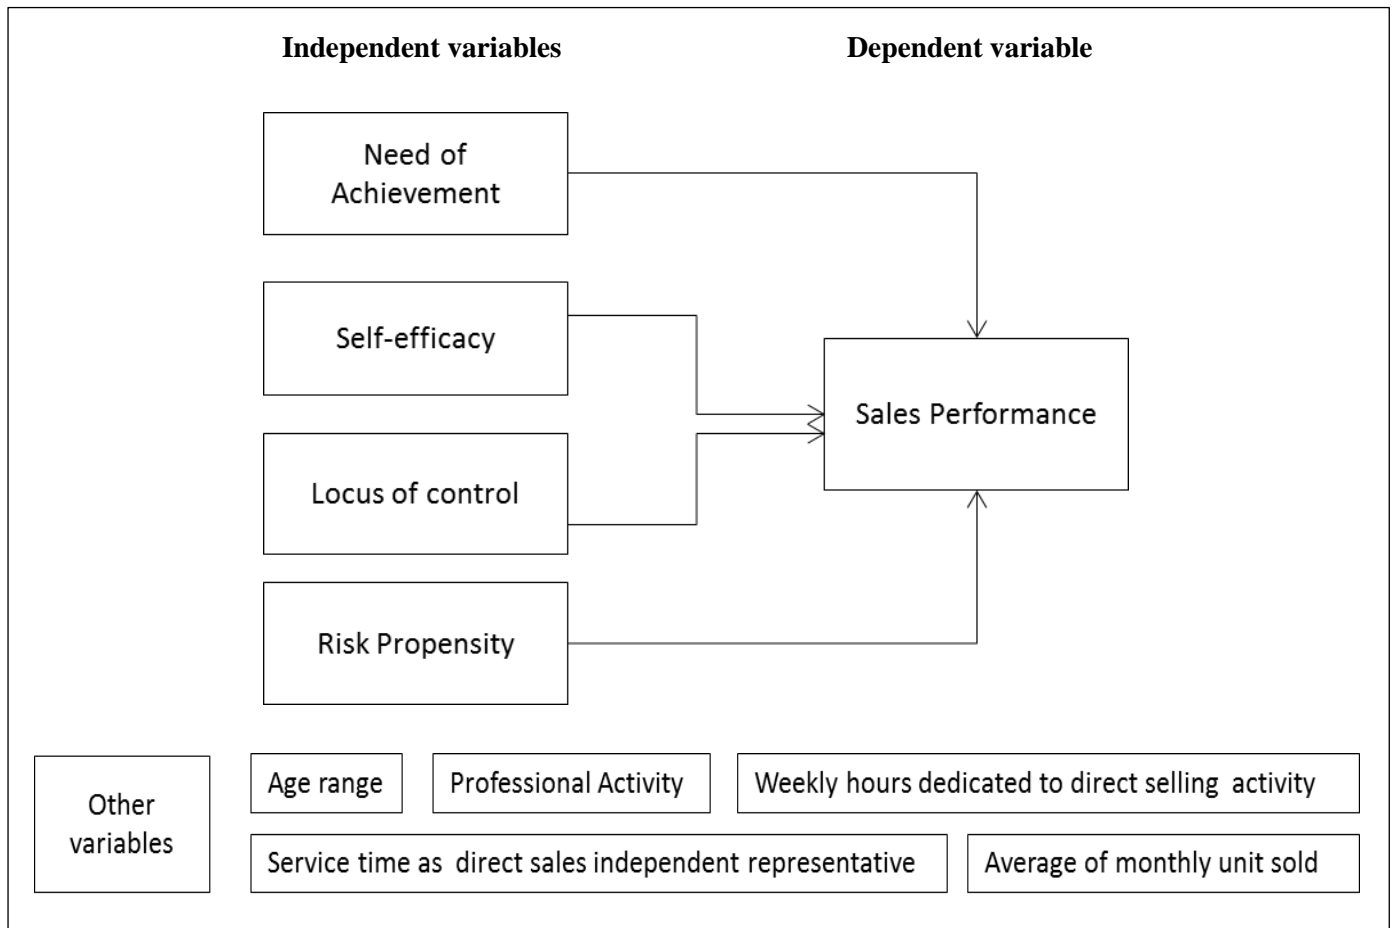 Independent variables
Dependent variable
Need of
Achievement
Self-efficacy
Sales Performance
Locus of control
Risk Propensity
Other
variables
Age range
Professional Activity
Weekly hours dedicated to direct selling activity
Service time as direct sales independent representative
Average of monthly unit sold